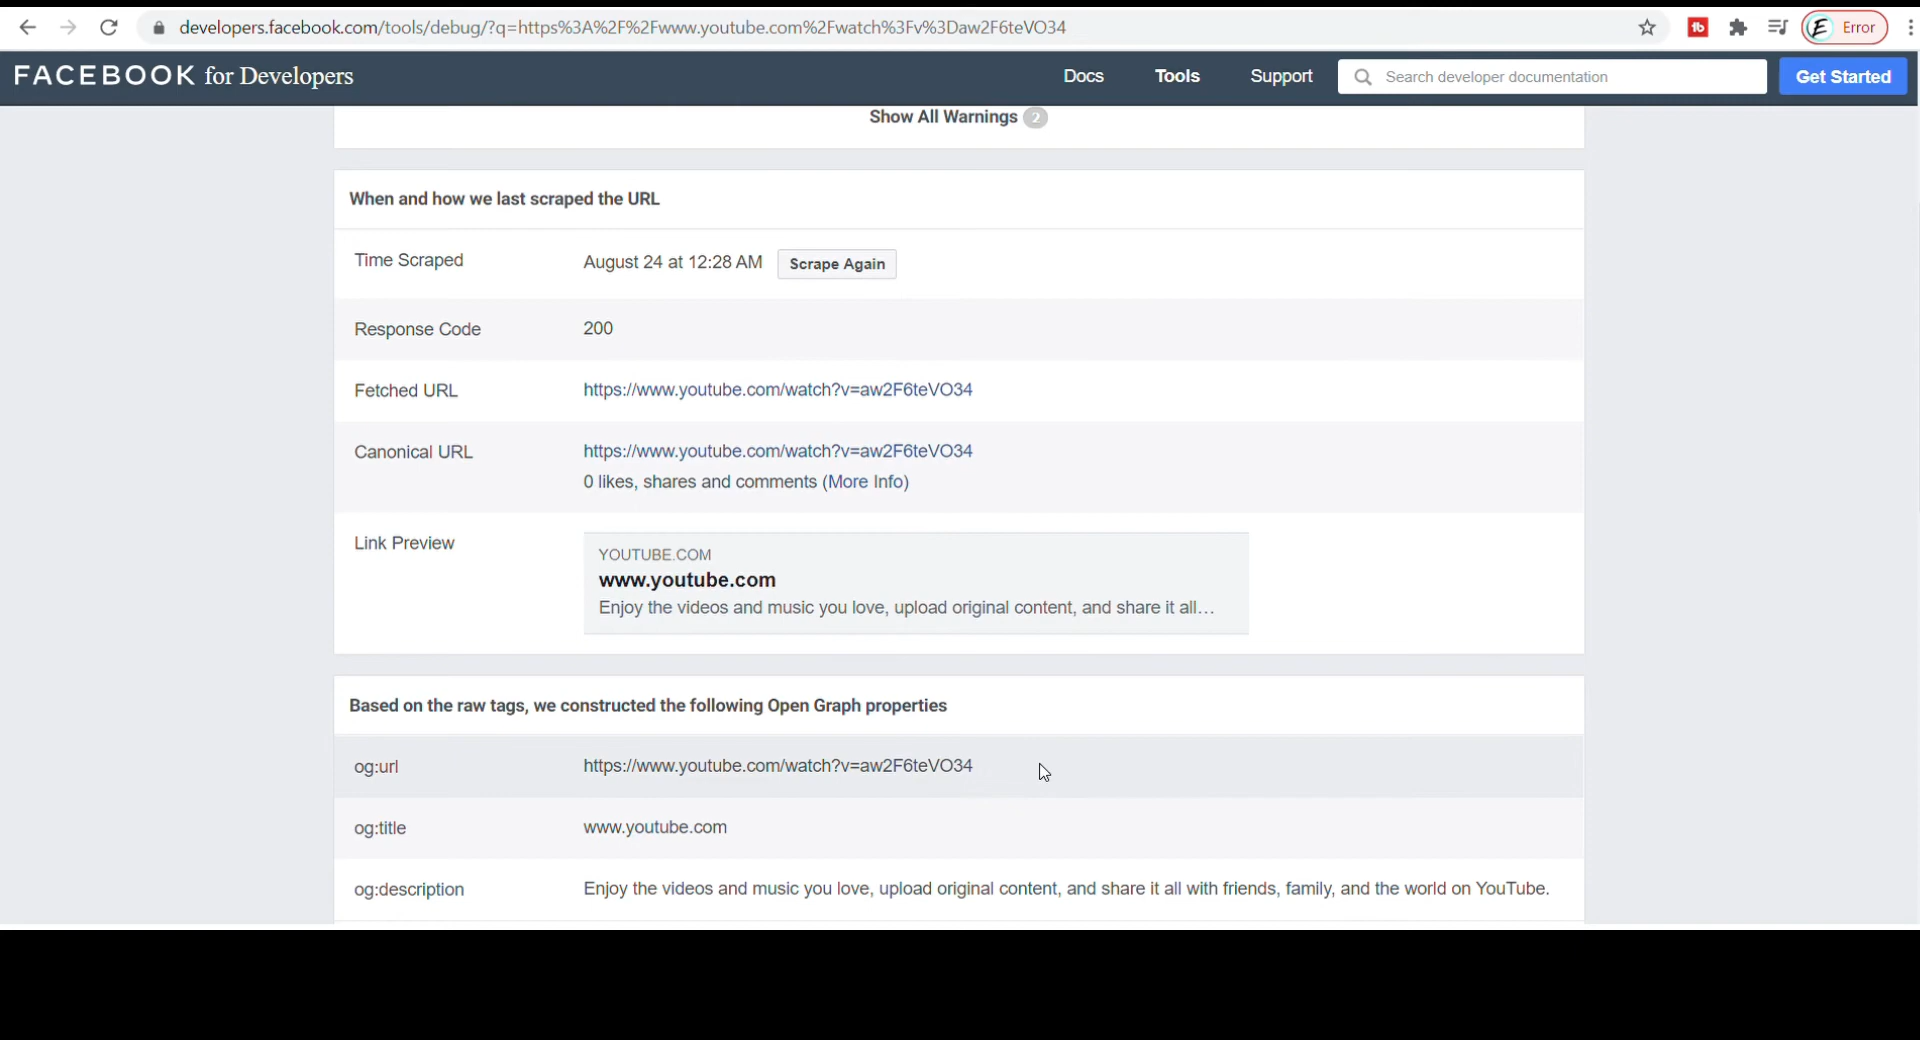 developers.facebook.com/tools/debug/?q=https%3A%2F%2Fwww.youtube.com%2Fwatch%3Fv%3Daw2F6teVO34
Error
FACEBOOK for Developers
Docs
Tools
Support
Search developer documentation
Get Started
Show All Warnings 2
When and how we last scraped the URL
Time Scraped
August 24 at 12:28 AM
Scrape Again
Response Code
200
Fetched URL
https://www.youtube.com/watch?v=aw2F6teVO34
Canonical URL
https://www.youtube.com/watch?v=aw2F6teVO34
0 likes, shares and comments (More Info)
Link Preview
YOUTUBE.COM
www.youtube.com
Enjoy the videos and music you love, upload original content, and share it all...
Based on the raw tags, we constructed the following Open Graph properties
og:url
https://www.youtube.com/watch?v=aw2F6teVO34
og:title
www.youtube.com
og:description
Enjoy the videos and music you love, upload original content, and share it all with friends, family, and the world on YouTube.